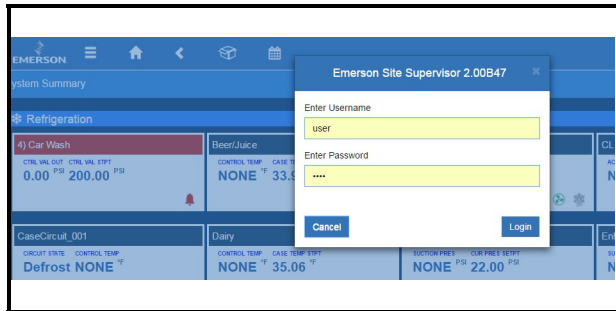 EMERSON
ystem Summary
Emerson Site Supervisor 2.00B47
Enter Username
user
Enter Password
••••
Cancel
Login
Refrigeration
4) Car Wash
CTRL VAL OUT CTRL VAL STPT
0.00 PSI 200.00 PSI
Beer/Juice
CONTROL TEMP CASE T
NONE °F 33.9
CL
AC
N
CaseCircuit_001
CIRCUIT STATE CONTROL TEMP
Defrost NONE °F
Dairy
CONTROL TEMP CASE TEMP STPT
NONE °F 35.06 °F
SUCTION PRES CUR PRES SETPT
NONE PSI 22.00 PSI
Enf
SU
N